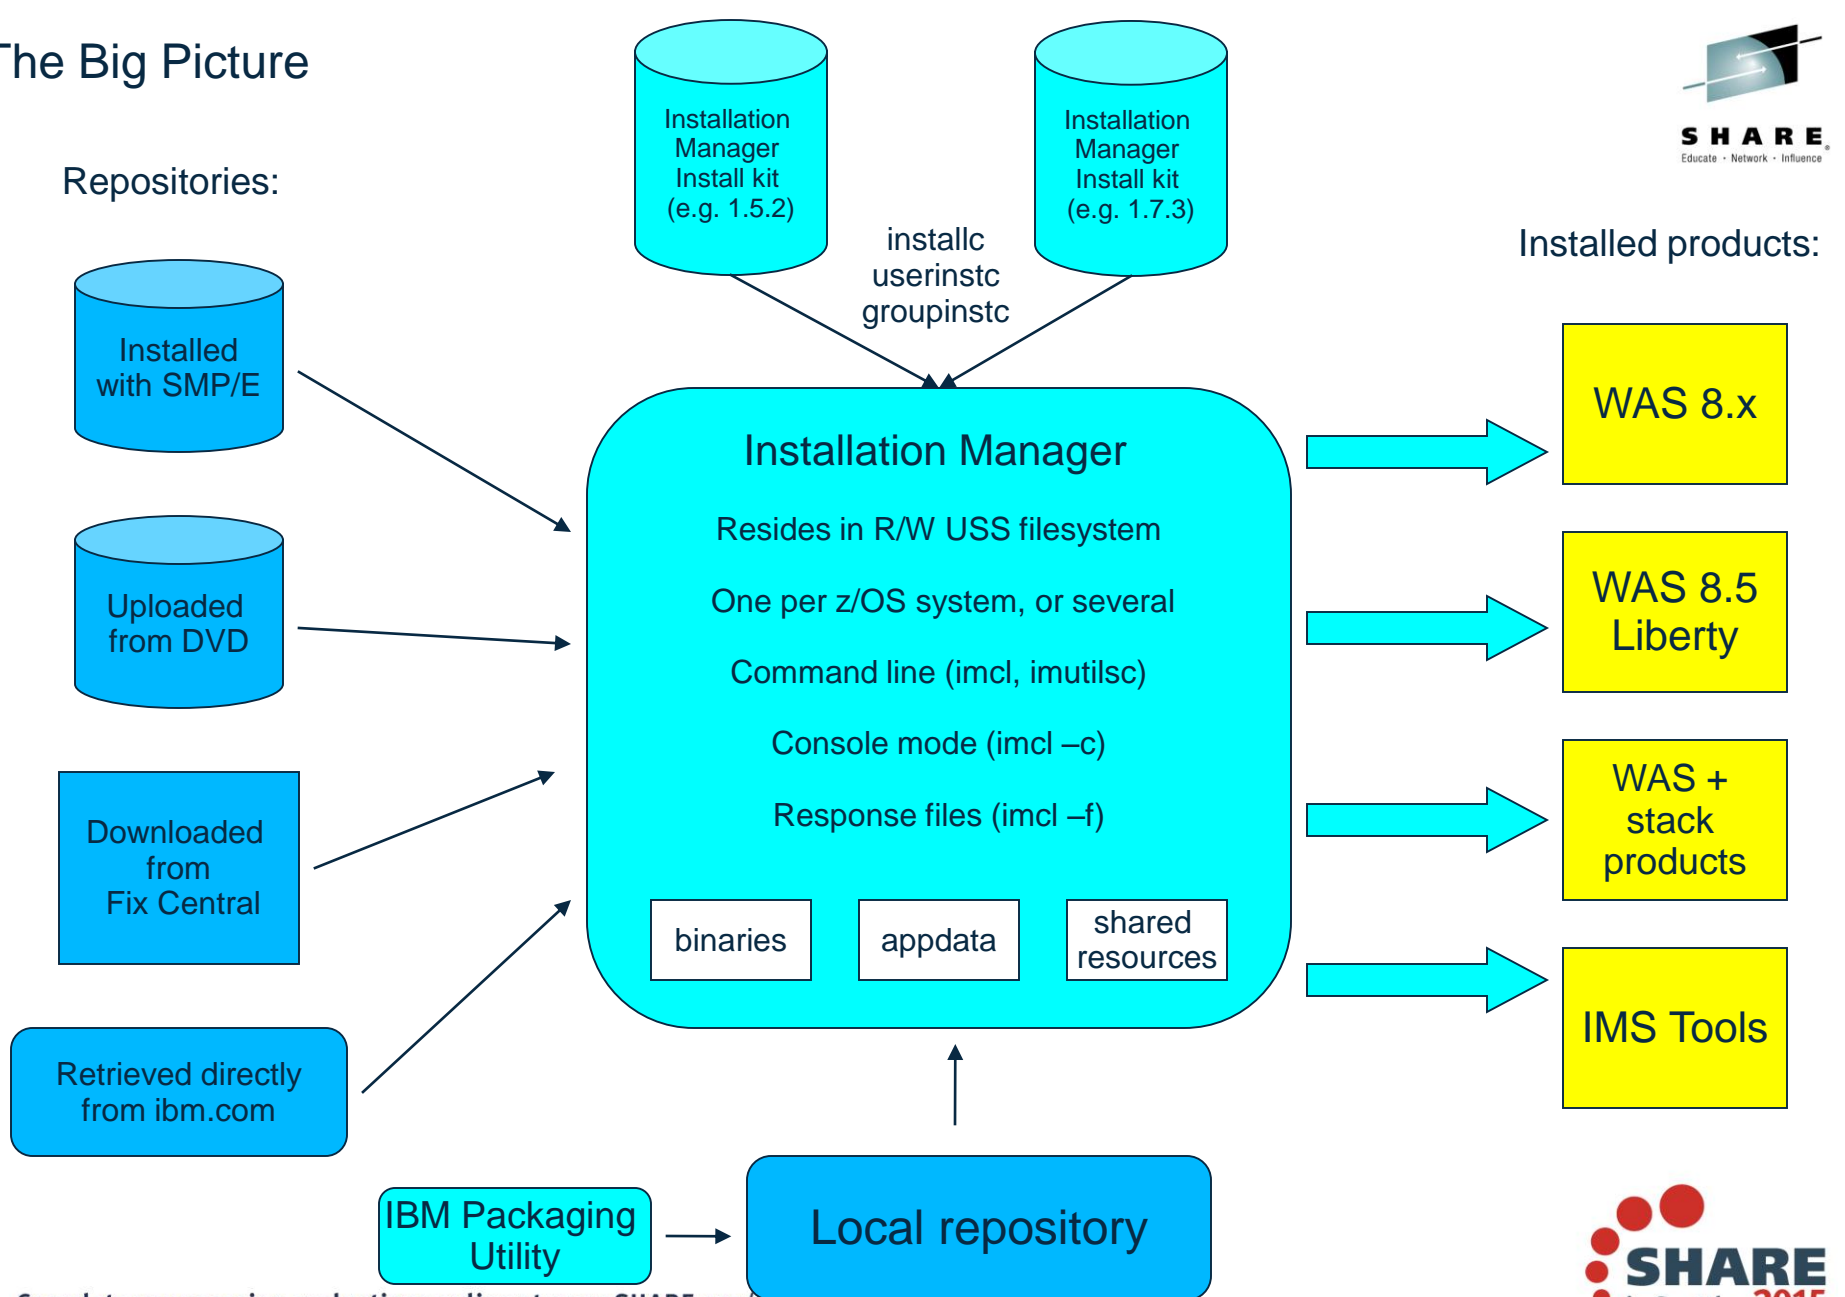 The Big Picture
Installation
Manager
Install kit
(e.g. 1.5.2)
Installation
Manager
Install kit
(e.g. 1.7.3)
SHARE
Educate · Network · Influence
Repositories:
installc
userinstc
groupinstc
Installed products:
Installed
with SMP/E
Uploaded
from DVD
Downloaded
from
Fix Central
Retrieved directly
from ibm.com
Installation Manager
Resides in R/W USS filesystem
One per z/OS system, or several
Command line (imcl, imutilsc)
Console mode (imcl –c)
Response files (imcl –f)
binaries
appdata
shared
resources
WAS 8.x
WAS 8.5
Liberty
WAS +
stack
products
IMS Tools
IBM Packaging
Utility
Local repository
SHARE
2015